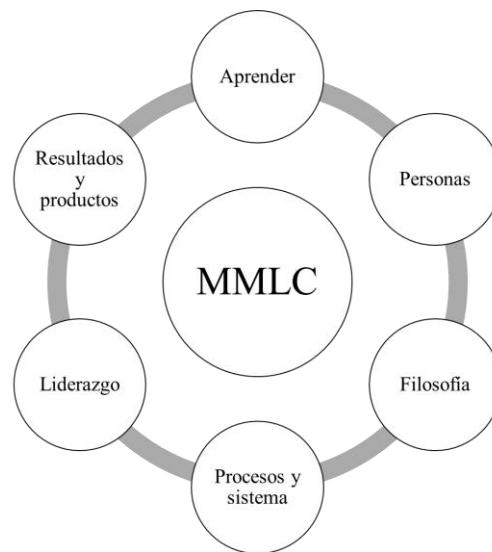 Aprender
Resultados
y
productos
Personas
MMLC
Liderazgo
Filosofía
Procesos y
sistema